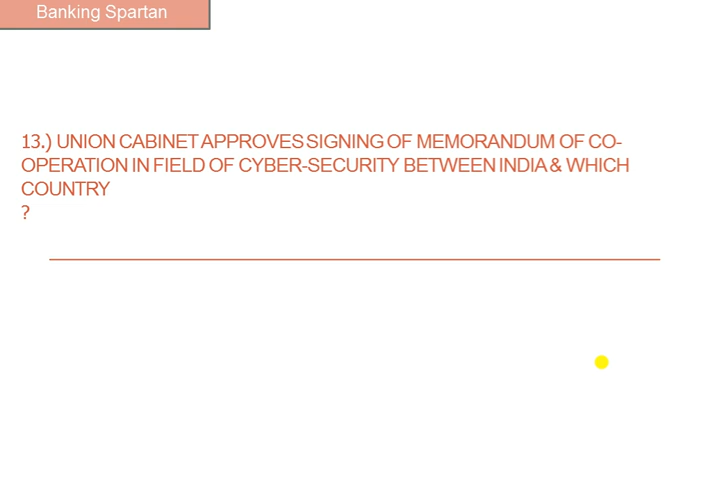 Banking Spartan
13.) UNION CABINET APPROVES SIGNING OF MEMORANDUM OF CO-
OPERATION IN FIELD OF CYBER-SECURITY BETWEEN INDIA & WHICH
COUNTRY
?